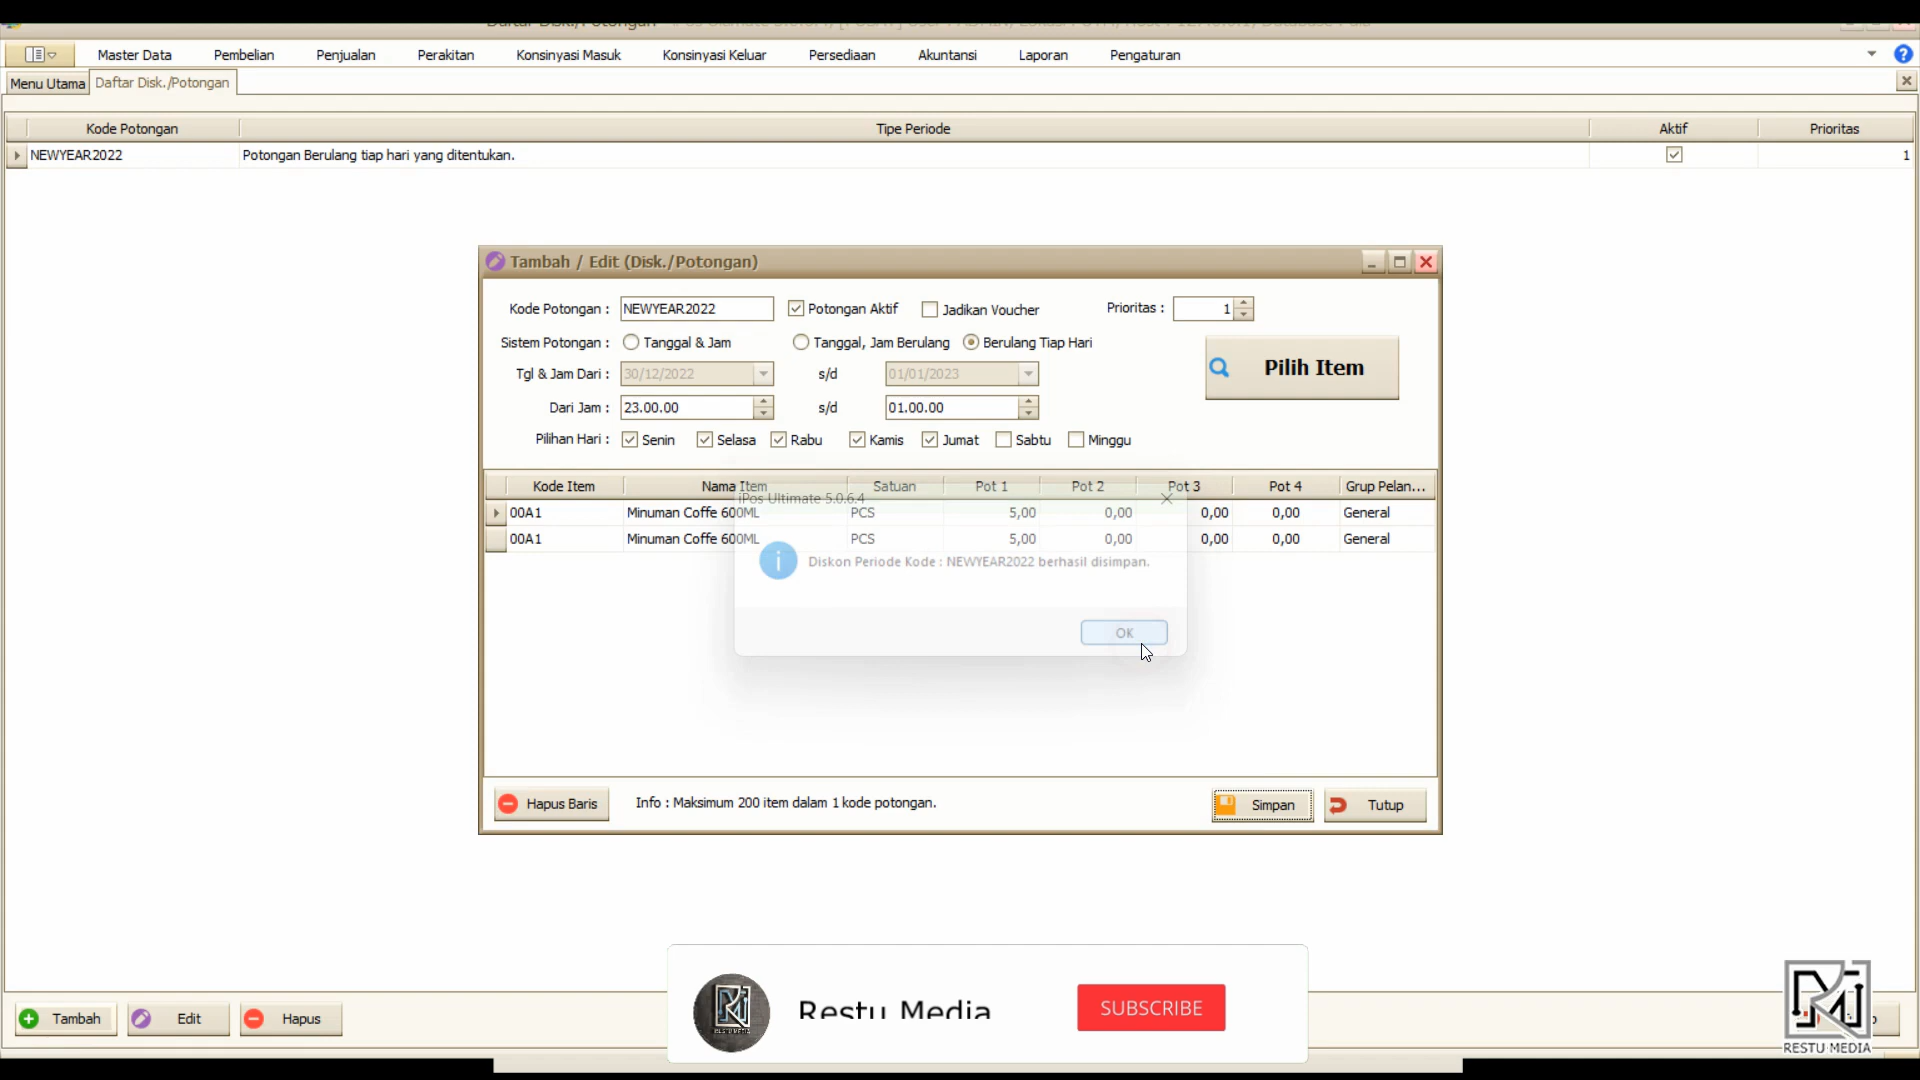 Master Data Pembelian Penjualan Perakitan Konsinyasi Masuk Konsinyasi Keluar Persediaan Akuntansi Laporan Pengaturan
Menu Utama Daftar Disk./Potongan
Kode Potongan Tipe Periode Aktif Prioritas
NEWYEAR2022 Potongan Berulang tiap hari yang ditentukan. 1
Tambah / Edit (Disk./Potongan)
Kode Potongan : NEWYEAR2022 Potongan Aktif Jadikan Voucher Prioritas : 1
Sistem Potongan : Tanggal & Jam Tanggal, Jam Berulang Berulang Tiap Hari
Pilih Item
Tgl & Jam Dari : 30/12/2022 s/d 01/01/2023
Dari Jam : 23.00.00 s/d 01.00.00
Pilihan Hari : Senin Selasa Rabu Kamis Jumat Sabtu Minggu
Kode Item Nama Item Satuan Pot 1 Pot 2 Pot 3 Pot 4 Grup Pelan...
00A1 Minuman Coffe 600ML PCS 5,00 0,00 0,00 0,00 General
00A1 Minuman Coffe 600ML PCS 5,00 0,00 0,00 0,00 General
iPos Ultimate 5.0.6.4
Diskon Periode Kode : NEWYEAR2022 berhasil disimpan.
OK
Hapus Baris Info : Maksimum 200 item dalam 1 kode potongan. Simpan Tutup
Tambah Edit Hapus
Restu Media SUBSCRIBE
RESTU MEDIA